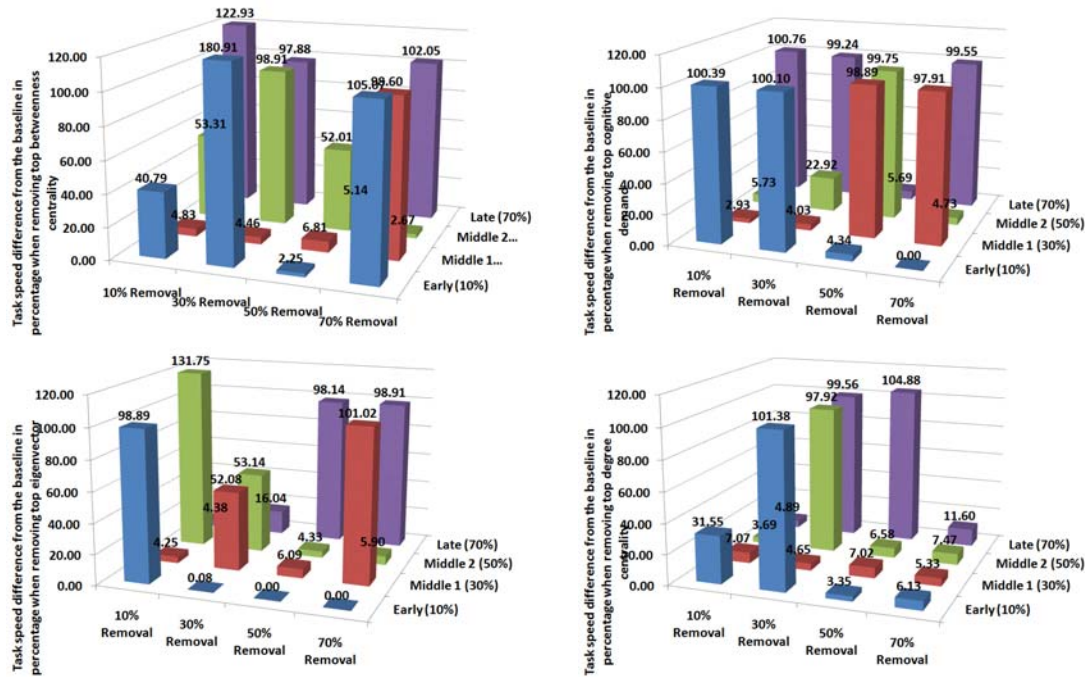 Task speed difference from the baseline in
percentage when removing top betweenness
centrality
120.00
100.00
80.00
60.00
40.00
20.00
0.00
122.93
180.91
98.91
97.88
102.05
98.60
53.31
52.01
40.79
5.14
4.83
4.46
6.81
2.67
2.25
Late (70%)
Middle 2...
Middle 1...
Early (10%)
10% Removal
30% Removal
50% Removal
70% Removal
Task speed difference from the baseline in
percentage when removing top cognitive
demand
120.00
100.00
80.00
60.00
40.00
20.00
0.00
100.39
100.10
100.76
99.24
99.75
99.55
98.89
97.91
2.93
5.73
4.03
22.92
5.69
4.73
4.34
0.00
Late (70%)
Middle 2 (50%)
Middle 1 (30%)
Early (10%)
10%
Removal
30%
Removal
50%
Removal
70%
Removal
Task speed difference from the baseline in
percentage when removing top eigenvector
120.00
100.00
80.00
60.00
40.00
20.00
0.00
131.75
98.89
98.14
98.91
101.02
53.14
52.08
4.38
16.04
4.25
4.33
6.09
5.90
0.08
0.00
0.00
Late (70%)
Middle 2 (50%)
Middle 1 (30%)
Early (10%)
10%
Removal
30%
Removal
50%
Removal
70%
Removal
Task speed difference from the baseline in
percentage when removing top degree
centrality
120.00
100.00
80.00
60.00
40.00
20.00
0.00
104.88
99.56
97.92
101.38
31.55
4.89
3.69
7.07
4.65
7.02
6.58
11.60
7.47
5.33
3.35
6.13
Late (70%)
Middle 2 (50%)
Middle 1 (30%)
Early (10%)
10%
Removal
30%
Removal
50%
Removal
70%
Removal